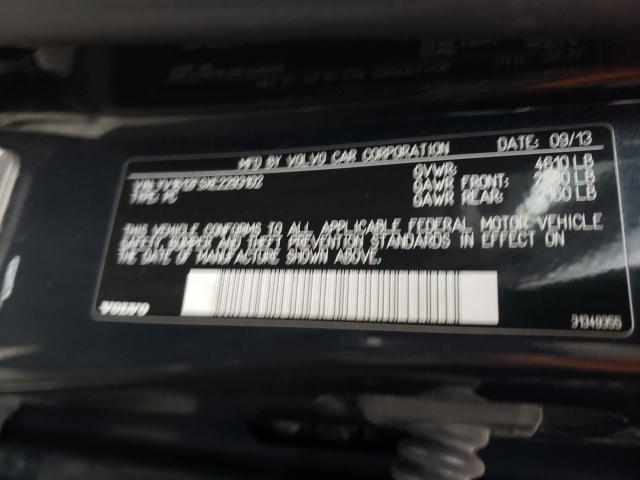 MFD BY VOLVO CAR CORPORATION DATE: 09/13
GVWR: 4610 LB
GAWR FRONT: LB
TYPE: PC GAWR REAR: LB
THIS VEHICLE CONFORMS TO ALL APPLICABLE FEDERAL MOTOR VEHICLE
SAFETY, BUMPER AND THEFT PREVENTION STANDARDS IN EFFECT ON
THE DATE OF MANUFACTURE SHOWN ABOVE.
VOLVO 31349355